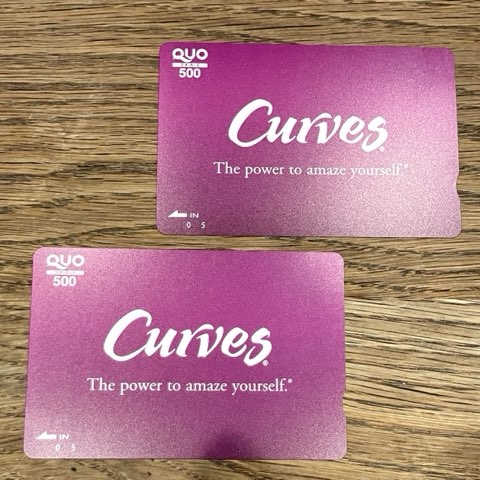 QUO
500
Curves®
The power to amaze yourself.®
IN
0 5
QUO
500
Curves®
The power to amaze yourself.®
IN
0 5